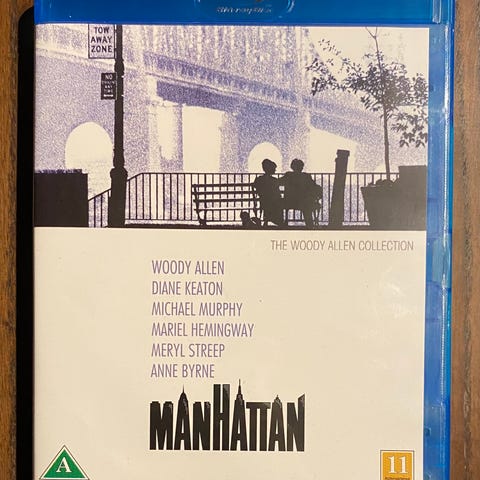 TOW
AWAY
ZONE
NO
THE WOODY ALLEN COLLECTION
WOODY ALLEN
DIANE KEATON
MICHAEL MURPHY
MARIEL HEMINGWAY
MERYL STREEP
ANNE BYRNE
MANHATTAN
A
11